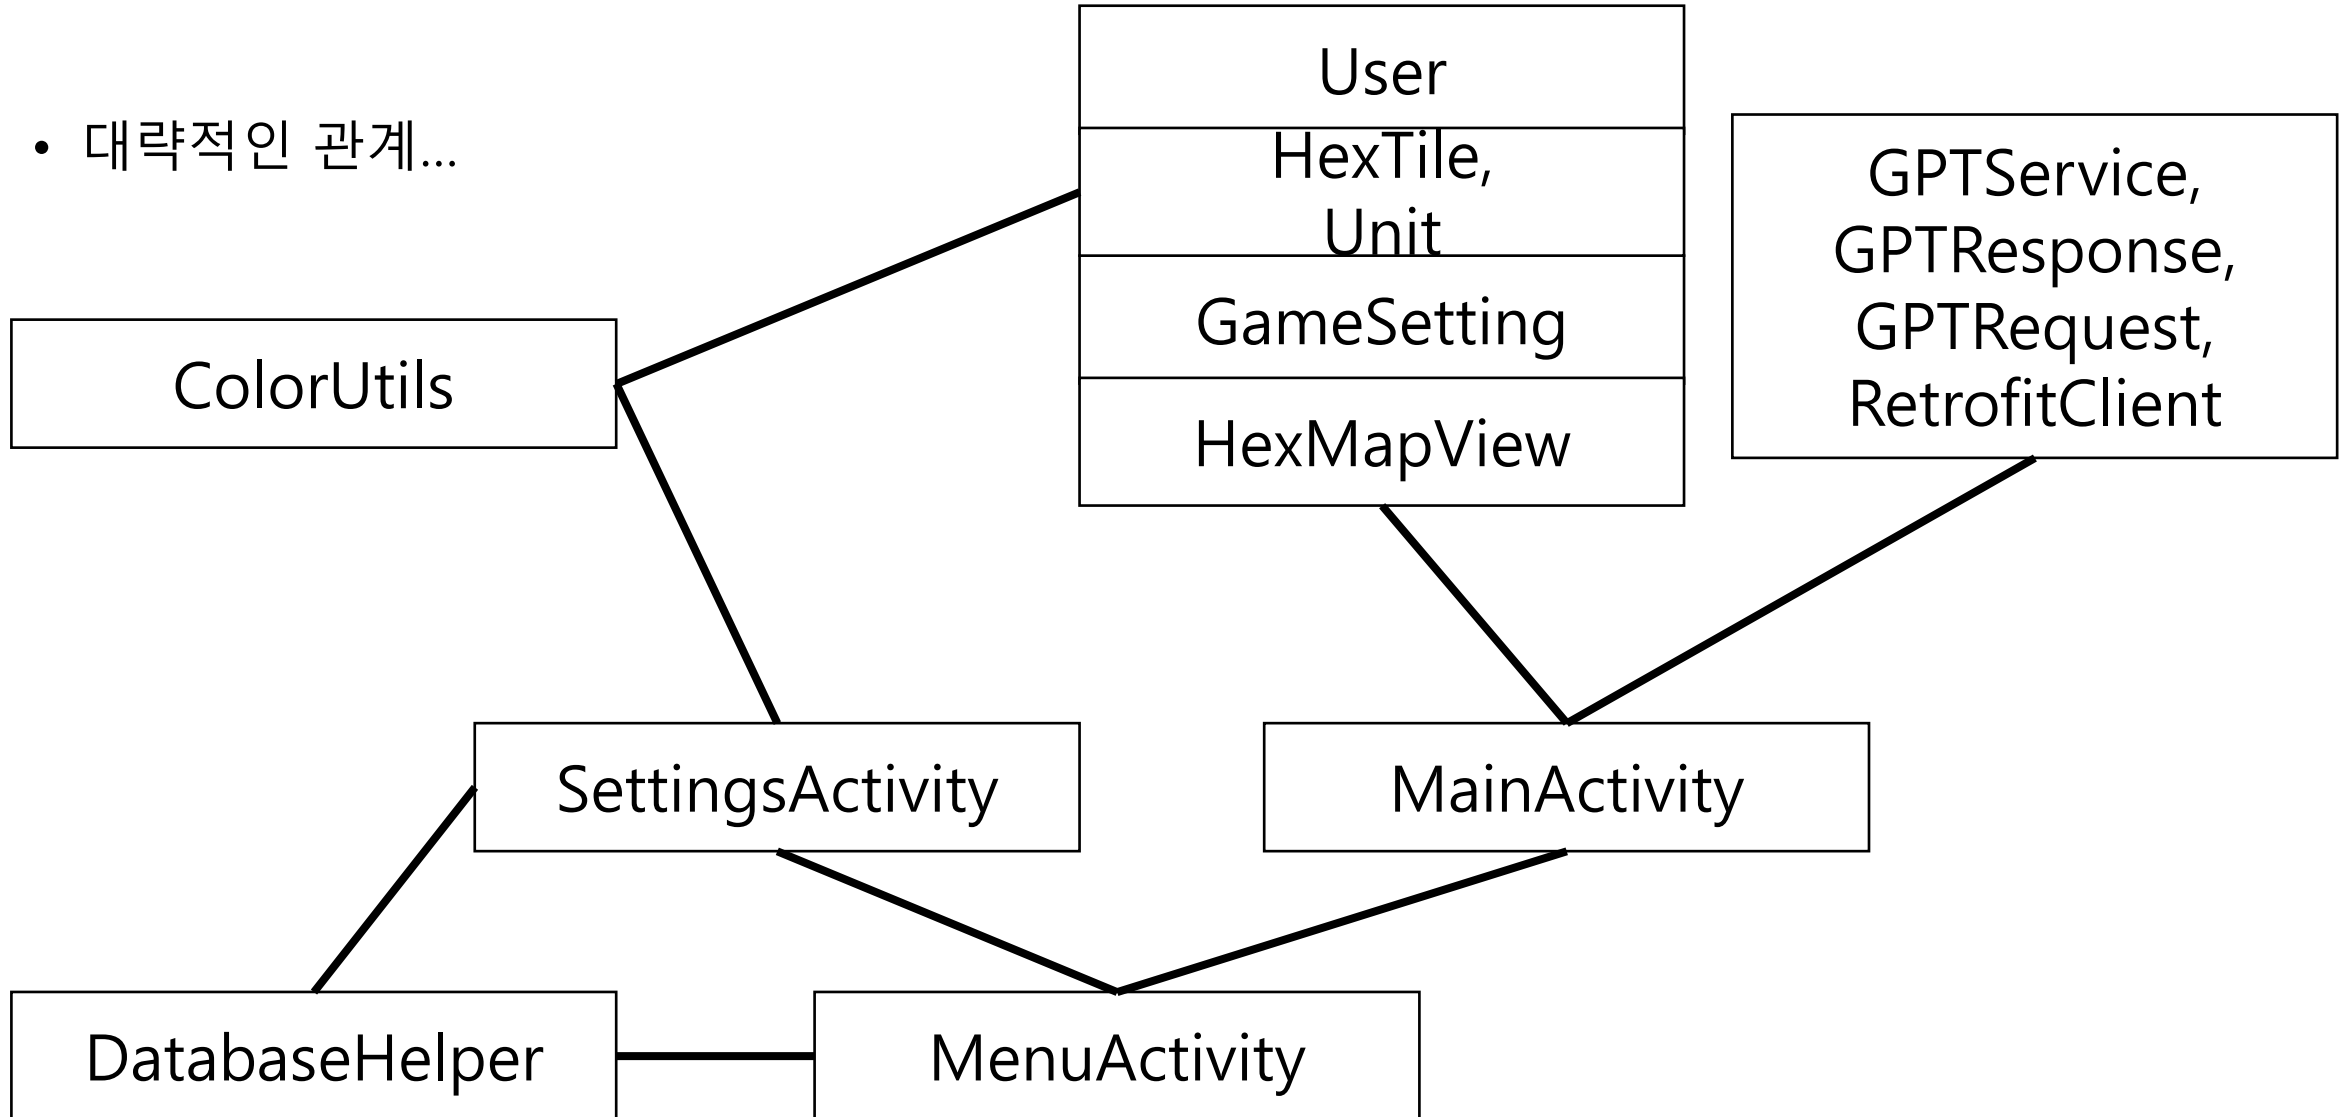 • 대략적인 관계...
User
HexTile,
Unit
GameSetting
HexMapView
GPTService,
GPTResponse,
GPTRequest,
RetrofitClient
ColorUtils
SettingsActivity
MainActivity
DatabaseHelper
MenuActivity